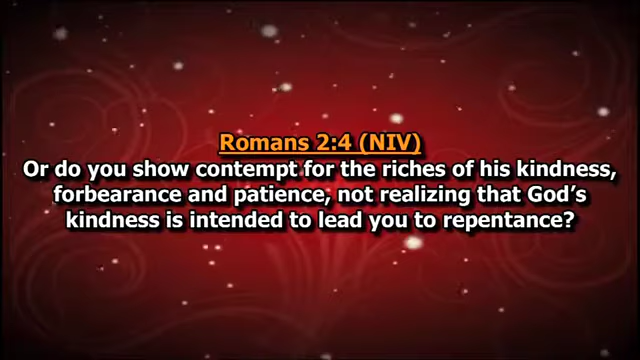 Romans 2:4 (NIV)
Or do you show contempt for the riches of his kindness,
forbearance and patience, not realizing that God’s
kindness is intended to lead you to repentance?